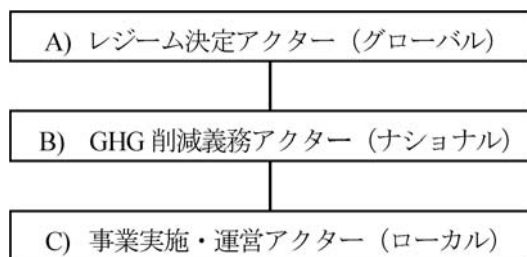 A) レジーム決定アクター（グローバル）
B) GHG 削減義務アクター（ナショナル）
C) 事業実施・運営アクター（ローカル）